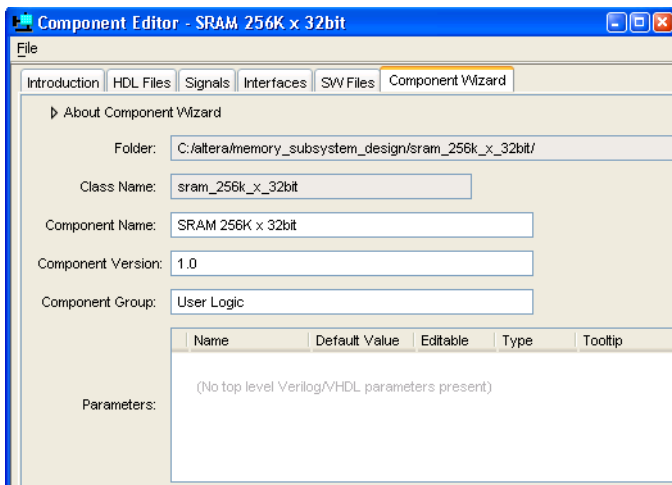 Component Editor - SRAM 256K x 32bit
File
Introduction HDL Files Signals Interfaces SW Files Component Wizard
About Component Wizard
Folder: C:/altera/memory_subsystem_design/sram_256k_x_32bit/
Class Name: sram_256k_x_32bit
Component Name: SRAM 256K x 32bit
Component Version: 1.0
Component Group: User Logic
Name Default Value Editable Type Tooltip
(No top level Verilog/VHDL parameters present)
Parameters: